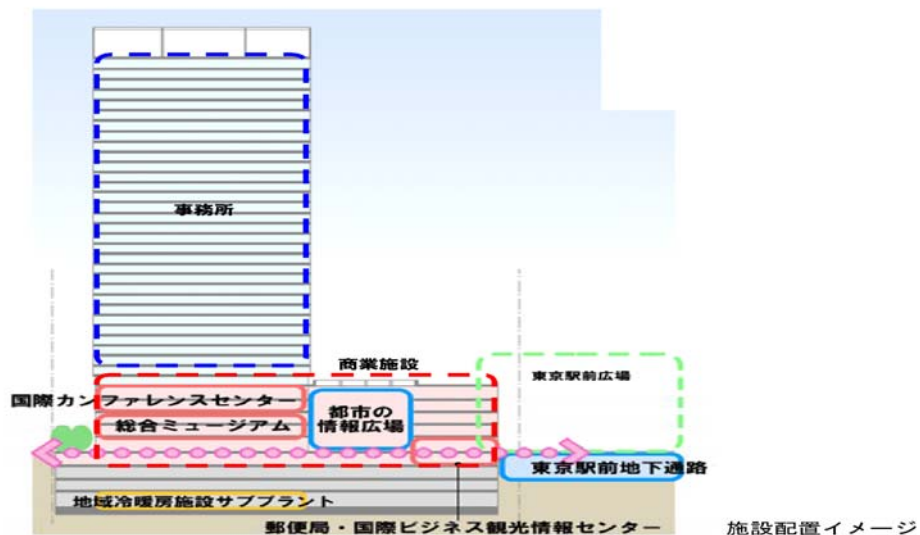 事務所
商業施設
東京駅前広場
国際カンファレンスセンター
都市の
情報広場
総合ミュージアム
東京駅前地下通路
地域冷暖房施設サブプラント
郵便局・国際ビジネス観光情報センター
施設配置イメージ